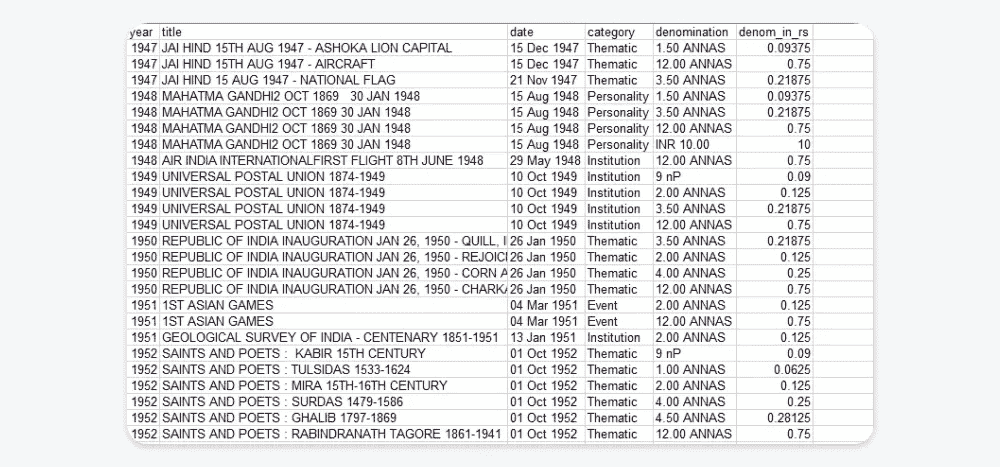 year title date category denomination denom_in_rs
1947 JAI HIND 15TH AUG 1947 - ASHOKA LION CAPITAL 15 Dec 1947 Thematic 1.50 ANNAS 0.09375
1947 JAI HIND 15TH AUG 1947 - AIRCRAFT 15 Dec 1947 Thematic 12.00 ANNAS 0.75
1947 JAI HIND 15 AUG 1947 - NATIONAL FLAG 21 Nov 1947 Thematic 3.50 ANNAS 0.21875
1948 MAHATMA GANDHI2 OCT 1869 30 JAN 1948 15 Aug 1948 Personality 1.50 ANNAS 0.09375
1948 MAHATMA GANDHI2 OCT 1869 30 JAN 1948 15 Aug 1948 Personality 3.50 ANNAS 0.21875
1948 MAHATMA GANDHI2 OCT 1869 30 JAN 1948 15 Aug 1948 Personality 12.00 ANNAS 0.75
1948 MAHATMA GANDHI2 OCT 1869 30 JAN 1948 15 Aug 1948 Personality INR 10.00 10
1948 AIR INDIA INTERNATIONALFIRST FLIGHT 8TH JUNE 1948 29 May 1948 Institution 12.00 ANNAS 0.75
1949 UNIVERSAL POSTAL UNION 1874-1949 10 Oct 1949 Institution 9 nP 0.09
1949 UNIVERSAL POSTAL UNION 1874-1949 10 Oct 1949 Institution 2.00 ANNAS 0.125
1949 UNIVERSAL POSTAL UNION 1874-1949 10 Oct 1949 Institution 3.50 ANNAS 0.21875
1949 UNIVERSAL POSTAL UNION 1874-1949 10 Oct 1949 Institution 12.00 ANNAS 0.75
1950 REPUBLIC OF INDIA INAUGURATION JAN 26, 1950 - QUILL, I 26 Jan 1950 Thematic 3.50 ANNAS 0.21875
1950 REPUBLIC OF INDIA INAUGURATION JAN 26, 1950 - REJOIC 26 Jan 1950 Thematic 2.00 ANNAS 0.125
1950 REPUBLIC OF INDIA INAUGURATION JAN 26, 1950 - CORN A 26 Jan 1950 Thematic 4.00 ANNAS 0.25
1950 REPUBLIC OF INDIA INAUGURATION JAN 26, 1950 - CHARKA 26 Jan 1950 Thematic 12.00 ANNAS 0.75
1951 1ST ASIAN GAMES 04 Mar 1951 Event 2.00 ANNAS 0.125
1951 1ST ASIAN GAMES 04 Mar 1951 Event 12.00 ANNAS 0.75
1951 GEOLOGICAL SURVEY OF INDIA - CENTENARY 1851-1951 13 Jan 1951 Institution 2.00 ANNAS 0.125
1952 SAINTS AND POETS : KABIR 15TH CENTURY 01 Oct 1952 Thematic 9 nP 0.09
1952 SAINTS AND POETS : TULSIDAS 1533-1624 01 Oct 1952 Thematic 1.00 ANNAS 0.0625
1952 SAINTS AND POETS : MIRA 15TH-16TH CENTURY 01 Oct 1952 Thematic 2.00 ANNAS 0.125
1952 SAINTS AND POETS : SURDAS 1479-1586 01 Oct 1952 Thematic 4.00 ANNAS 0.25
1952 SAINTS AND POETS : GHALIB 1797-1869 01 Oct 1952 Thematic 4.50 ANNAS 0.28125
1952 SAINTS AND POETS : RABINDRANATH TAGORE 1861-1941 01 Oct 1952 Thematic 12.00 ANNAS 0.75